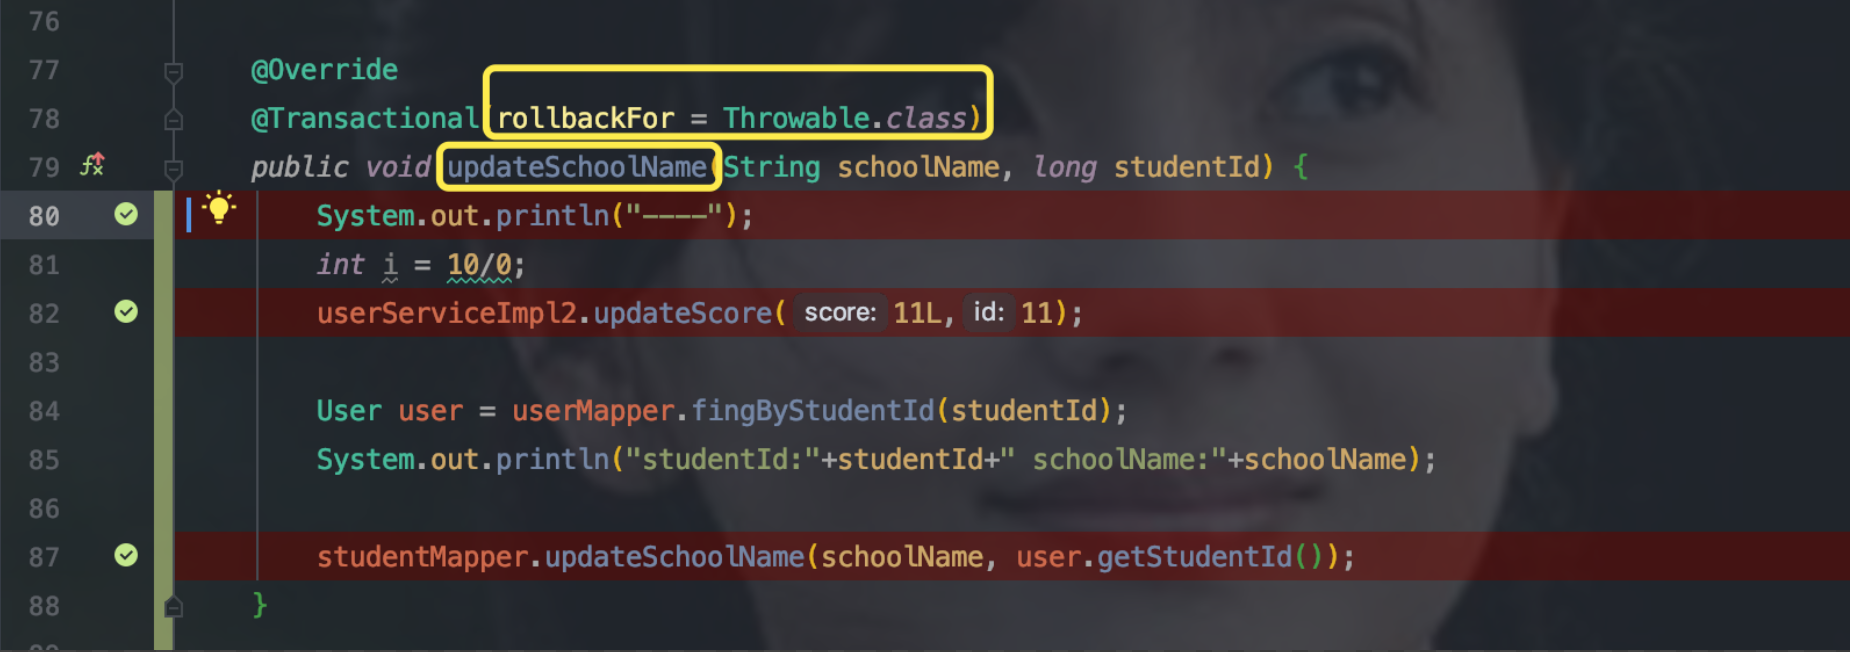 76
77 @Override
78 @Transactional(rollbackFor = Throwable.class)
79 public void updateSchoolName(String schoolName, long studentId) {
80 System.out.println("----");
81 int i = 10/0;
82 userServiceImpl2.updateScore( score: 11L, id: 11);
83
84 User user = userMapper.fingByStudentId(studentId);
85 System.out.println("studentId:"+studentId+" schoolName:"+schoolName);
86
87 studentMapper.updateSchoolName(schoolName, user.getStudentId());
88 }